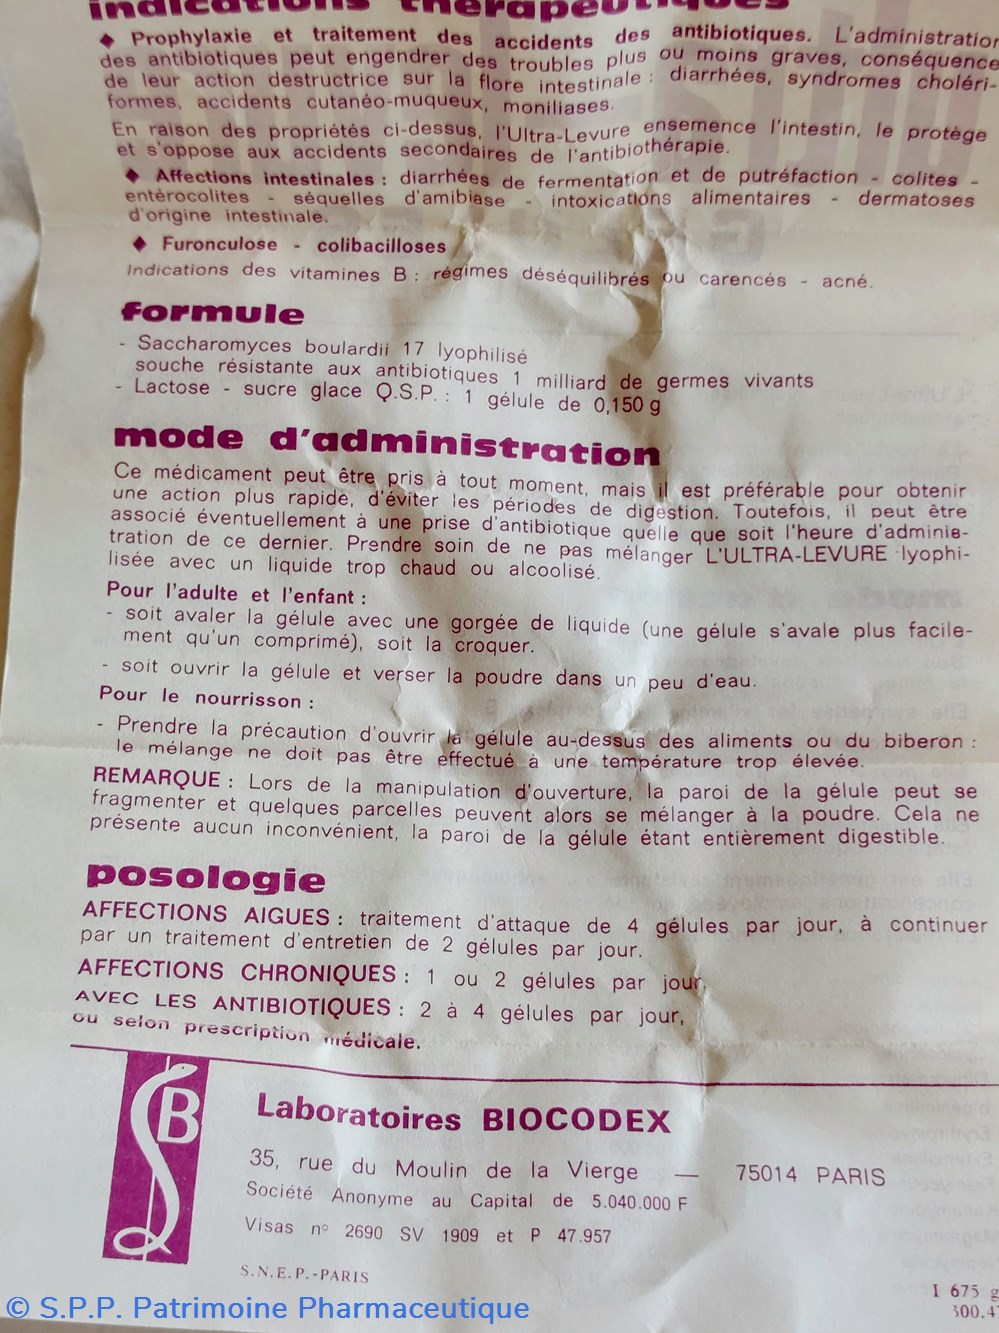 indications thérapeutiques
♦ Prophylaxie et traitement des accidents des antibiotiques. L'administration
des antibiotiques peut engendrer des troubles plus ou moins graves, conséquence
de leur action destructrice sur la flore intestinale : diarrhées, syndromes choléri-
formes, accidents cutanéo-muqueux, moniliases.
En raison des propriétés ci-dessus, l'Ultra-Levure ensemence l'intestin, le protège
et s'oppose aux accidents secondaires de l'antibiothérapie.
♦ Affections intestinales : diarrhées de fermentation et de putréfaction - colites -
entérocolites - séquelles d'amibiase - intoxications alimentaires - dermatoses
d'origine intestinale.
♦ Furonculose - colibacilloses
Indications des vitamines B : régimes déséquilibrés ou carencés - acné.
formule
- Saccharomyces boulardii 17 lyophilisé
souche résistante aux antibiotiques 1 milliard de germes vivants
- Lactose - sucre glace Q.S.P. : 1 gélule de 0,150 g
mode d'administration
Ce médicament peut être pris à tout moment, mais il est préférable pour obtenir
une action plus rapide, d'éviter les périodes de digestion. Toutefois, il peut être
associé éventuellement à une prise d'antibiotique quelle que soit l'heure d'adminis-
tration de ce dernier. Prendre soin de ne pas mélanger L'ULTRA-LEVURE lyophi-
lisée avec un liquide trop chaud ou alcoolisé.
Pour l'adulte et l'enfant :
- soit avaler la gélule avec une gorgée de liquide (une gélule s'avale plus facile-
ment qu'un comprimé), soit la croquer.
- soit ouvrir la gélule et verser la poudre dans un peu d'eau.
Pour le nourrisson :
- Prendre la précaution d'ouvrir la gélule au-dessus des aliments ou du biberon :
le mélange ne doit pas être effectué à une température trop élevée.
REMARQUE : Lors de la manipulation d'ouverture, la paroi de la gélule peut se
fragmenter et quelques parcelles peuvent alors se mélanger à la poudre. Cela ne
présente aucun inconvénient, la paroi de la gélule étant entièrement digestible.
posologie
AFFECTIONS AIGUES : traitement d'attaque de 4 gélules par jour, à continuer
par un traitement d'entretien de 2 gélules par jour.
AFFECTIONS CHRONIQUES : 1 ou 2 gélules par jour,
AVEC LES ANTIBIOTIQUES : 2 à 4 gélules par jour,
ou selon prescription médicale.
B
Laboratoires BIOCODEX
35, rue du Moulin de la Vierge — 75014 PARIS
Société Anonyme au Capital de 5.040.000 F
Visas n° 2690 SV 1909 et P 47.957
S.N.E.P.-PARIS
I 675 g
300.4
© S.P.P. Patrimoine Pharmaceutique